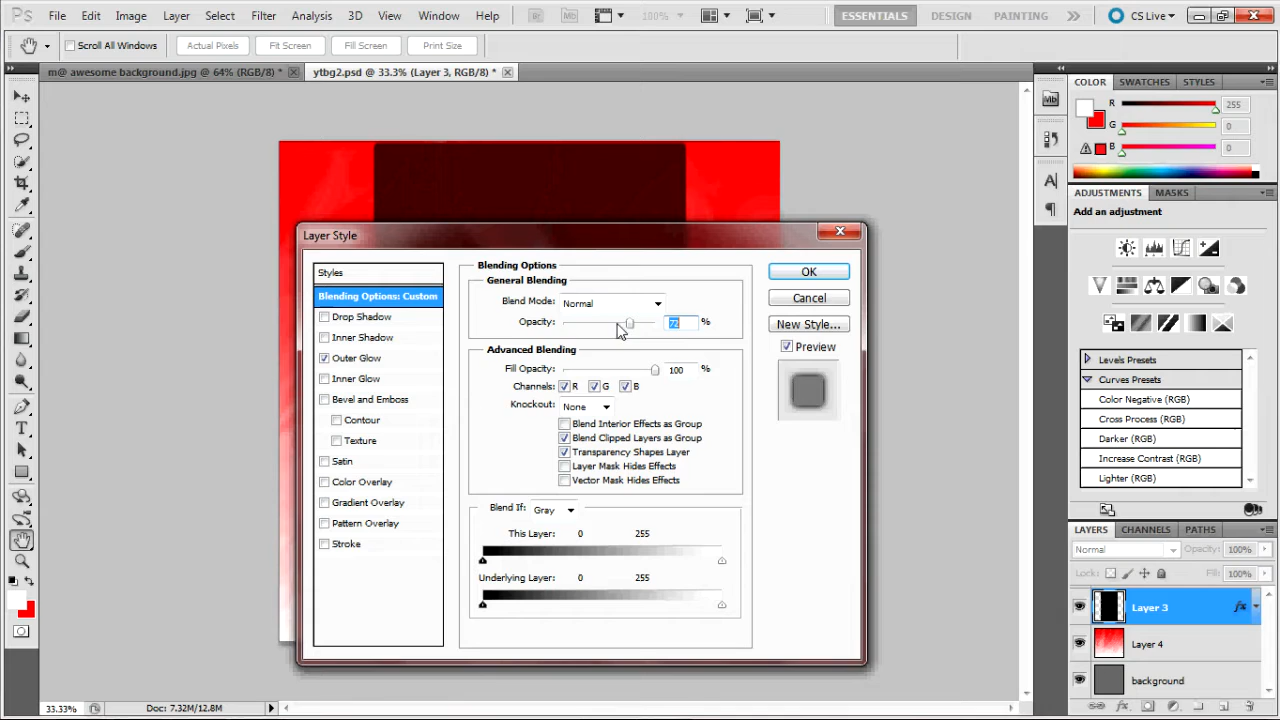 Ps File Edit Image Layer Select Filter Analysis 3D View Window Help Br Mb 100% ESSENTIALS DESIGN PAINTING CS Live
Scroll All Windows Actual Pixels Fit Screen Fill Screen Print Size
m@ awesome background.jpg @ 64% (RGB/8) * ytbg2.psd @ 33.3% (Layer 3, RGB/8) *
COLOR SWATCHES STYLES
Mb
R 255
G 0
B 0
ADJUSTMENTS MASKS
Add an adjustment
Levels Presets
Curves Presets
Color Negative (RGB)
Cross Process (RGB)
Darker (RGB)
Increase Contrast (RGB)
Lighter (RGB)
LAYERS CHANNELS PATHS
Normal Opacity: 100%
Lock: Fill: 100%
Layer 3 fx
Layer 4
background
Layer Style
Styles
Blending Options: Custom
Drop Shadow
Inner Shadow
Outer Glow
Inner Glow
Bevel and Emboss
Contour
Texture
Satin
Color Overlay
Gradient Overlay
Pattern Overlay
Stroke
Blending Options
General Blending
Blend Mode: Normal
Opacity: 72 %
Advanced Blending
Fill Opacity: 100 %
Channels: R G B
Knockout: None
Blend Interior Effects as Group
Blend Clipped Layers as Group
Transparency Shapes Layer
Layer Mask Hides Effects
Vector Mask Hides Effects
Blend If: Gray
This Layer: 0 255
Underlying Layer: 0 255
OK
Cancel
New Style...
Preview
33.33% Doc: 7.32M/12.8M